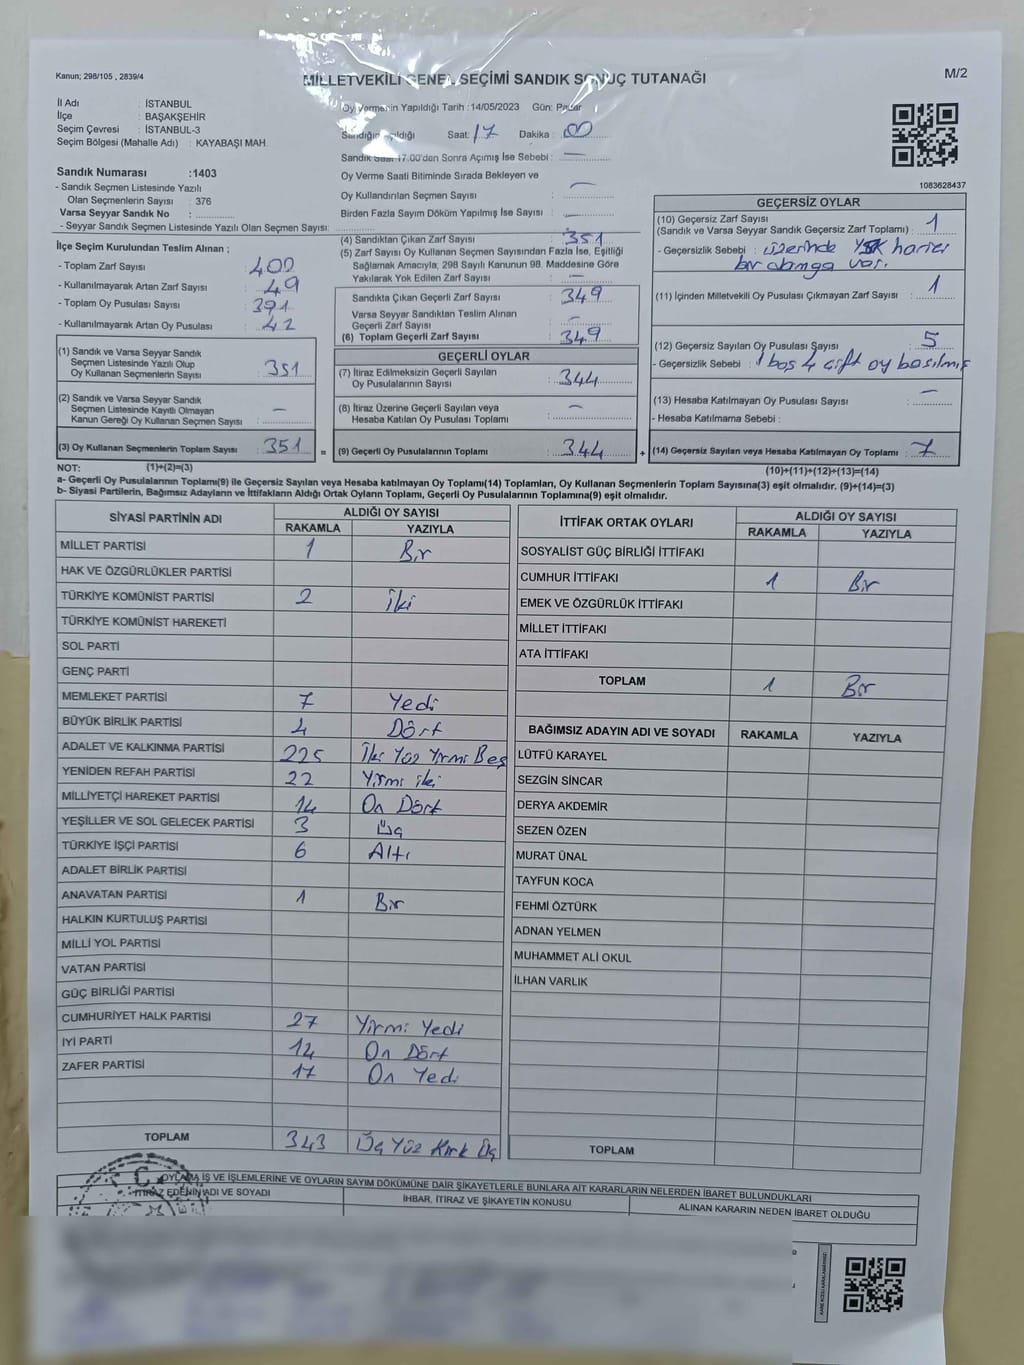 Kanun; 298/105 , 2839/4
MİLLETVEKİLİ GENEL SEÇİMİ SANDIK SONUÇ TUTANAĞI
M/2
İl Adı : İSTANBUL
İlçe : BAŞAKŞEHİR
Seçim Çevresi : İSTANBUL-3
Seçim Bölgesi (Mahalle Adı) : KAYABAŞI MAH.
Oy Vermenin Yapıldığı Tarih :14/05/2023 Gün: Pazar
Sandığın Açıldığı Saat: 17 Dakika : 00
Sandık Saat 17.00'den Sonra Açımış İse Sebebi : —
Oy Verme Saati Bitiminde Sırada Bekleyen ve
Oy Kullandırılan Seçmen Sayısı : —
Birden Fazla Sayım Döküm Yapılmış İse Sayısı : —
1083628437
Sandık Numarası :1403
- Sandık Seçmen Listesinde Yazılı
Olan Seçmenlerin Sayısı : 376
Varsa Seyyar Sandık No :
- Seyyar Sandık Seçmen Listesinde Yazılı Olan Seçmen Sayısı:
İlçe Seçim Kurulundan Teslim Alınan ;
- Toplam Zarf Sayısı : 400
- Kullanılmayarak Artan Zarf Sayısı : 49
- Toplam Oy Pusulası Sayısı : 391
- Kullanılmayarak Artan Oy Pusulası : 42
(4) Sandıktan Çıkan Zarf Sayısı : 351
(5) Zarf Sayısı Oy Kullanan Seçmen Sayısından Fazla İse, Eşitliği
Sağlamak Amacıyla, 298 Sayılı Kanunun 98. Maddesine Göre
Yakılarak Yok Edilen Zarf Sayısı : —
Sandıkta Çıkan Geçerli Zarf Sayısı : 349
Varsa Seyyar Sandıktan Teslim Alınan
Geçerli Zarf Sayısı : —
(6) Toplam Geçerli Zarf Sayısı : 349
GEÇERSİZ OYLAR
(10) Geçersiz Zarf Sayısı
(Sandık ve Varsa Seyyar Sandık Geçersiz Zarf Toplamı) : 1
- Geçersizlik Sebebi : üzerinde YSK harici
bir damga var.
(11) İçinden Milletvekili Oy Pusulası Çıkmayan Zarf Sayısı : 1
(12) Geçersiz Sayılan Oy Pusulası Sayısı : 5
- Geçersizlik Sebebi : 1 boş 4 çift oy basılmış
(13) Hesaba Katılmayan Oy Pusulası Sayısı : —
- Hesaba Katılmama Sebebi :
(14) Geçersiz Sayılan veya Hesaba Katılmayan Oy Toplamı : 7
(10)+(11)+(12)+(13)=(14)
(1) Sandık ve Varsa Seyyar Sandık
Seçmen Listesinde Yazılı Olup
Oy Kullanan Seçmenlerin Sayısı : 351
(2) Sandık ve Varsa Seyyar Sandık
Seçmen Listesinde Kayıtlı Olmayan
Kanun Gereği Oy Kullanan Seçmen Sayısı : —
(3) Oy Kullanan Seçmenlerin Toplam Sayısı : 351 =
GEÇERLİ OYLAR
(7) İtiraz Edilmeksizin Geçerli Sayılan
Oy Pusulalarının Sayısı : 344
(8) İtiraz Üzerine Geçerli Sayılan veya
Hesaba Katılan Oy Pusulaları Toplamı : —
(9) Geçerli Oy Pusulalarının Toplamı : 344 +
NOT: (1)+(2)=(3)
a- Geçerli Oy Pusulalarının Toplamı(9) ile Geçersiz Sayılan veya Hesaba Katılmayan Oy Toplamı(14) Toplamları, Oy Kullanan Seçmenlerin Toplam Sayısına(3) eşit olmalıdır. (9)+(14)=(3)
b- Siyasi Partilerin, Bağımsız Adayların ve İttifakların Aldığı Ortak Oyların Toplamı, Geçerli Oy Pusulalarının Toplamına(9) eşit olmalıdır.
SİYASİ PARTİNİN ADI ALDIĞI OY SAYISI
RAKAMLA YAZIYLA
MİLLET PARTİSİ 1 Bir
HAK VE ÖZGÜRLÜKLER PARTİSİ
TÜRKİYE KOMÜNİST PARTİSİ 2 İki
TÜRKİYE KOMÜNİST HAREKETİ
SOL PARTİ
GENÇ PARTİ
MEMLEKET PARTİSİ 7 Yedi
BÜYÜK BİRLİK PARTİSİ 4 Dört
ADALET VE KALKINMA PARTİSİ 225 İki Yüz Yirmi Beş
YENİDEN REFAH PARTİSİ 22 Yirmi iki
MİLLİYETÇİ HAREKET PARTİSİ 14 On Dört
YEŞİLLER VE SOL GELECEK PARTİSİ 3 Üç
TÜRKİYE İŞÇİ PARTİSİ 6 Altı
ADALET BİRLİK PARTİSİ
ANAVATAN PARTİSİ 1 Bir
HALKIN KURTULUŞ PARTİSİ
MİLLİ YOL PARTİSİ
VATAN PARTİSİ
GÜÇ BİRLİĞİ PARTİSİ
CUMHURİYET HALK PARTİSİ 27 Yirmi Yedi
İYİ PARTİ 14 On Dört
ZAFER PARTİSİ 17 On Yedi
TOPLAM 343 Üç Yüz Kırk Üç
İTTİFAK ORTAK OYLARI ALDIĞI OY SAYISI
RAKAMLA YAZIYLA
SOSYALİST GÜÇ BİRLİĞİ İTTİFAKI
CUMHUR İTTİFAKI 1 Bir
EMEK VE ÖZGÜRLÜK İTTİFAKI
MİLLET İTTİFAKI
ATA İTTİFAKI
TOPLAM 1 Bir
BAĞIMSIZ ADAYIN ADI VE SOYADI RAKAMLA YAZIYLA
LÜTFÜ KARAYEL
SEZGİN SİNCAR
DERYA AKDEMİR
SEZEN ÖZEN
MURAT ÜNAL
TAYFUN KOCA
FEHMİ ÖZTÜRK
ADNAN YELMEN
MUHAMMET ALİ OKUL
İLHAN VARLIK
TOPLAM
OYLAMA İŞ VE İŞLEMLERİNE VE OYLARIN SAYIM DÖKÜMÜNE DAİR ŞİKAYETLERLE BUNLARA AİT KARARLARIN NELERDEN İBARET BULUNDUKLARI
İTİRAZ EDENİN ADI VE SOYADI İHBAR, İTİRAZ VE ŞİKAYETİN KONUSU ALINAN KARARIN NEDEN İBARET OLDUĞU